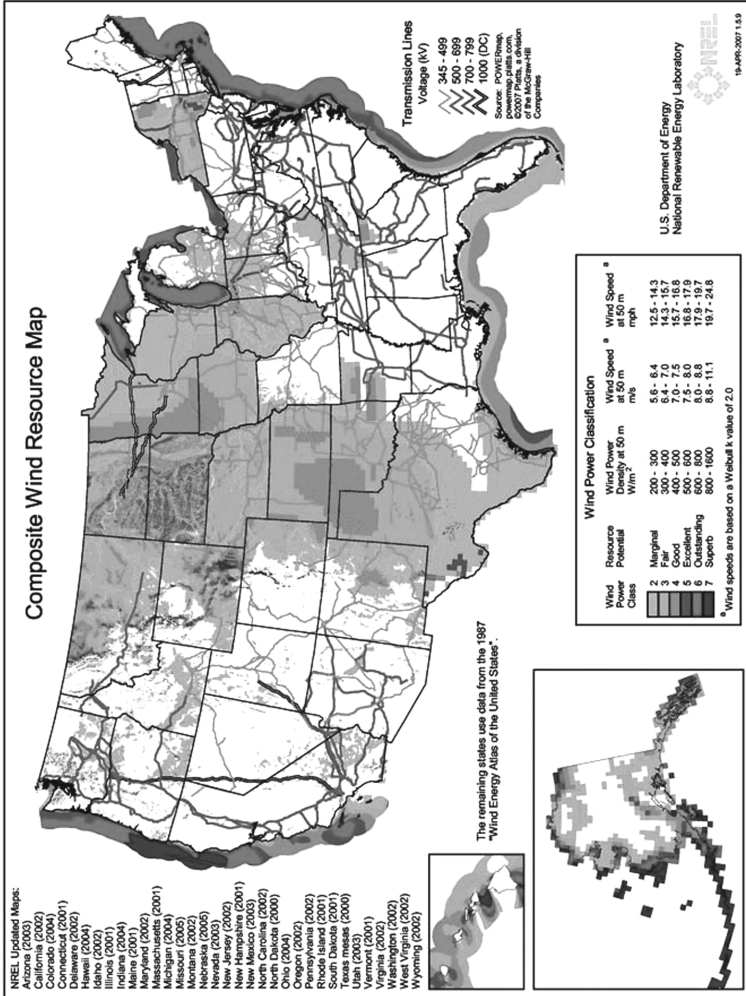 Composite Wind Resource Map
NREL Updated Maps:
Arizona (2003)
California (2002)
Colorado (2004)
Connecticut (2001)
Delaware (2002)
Hawaii (2004)
Idaho (2002)
Illinois (2001)
Indiana (2004)
Maine (2001)
Maryland (2002)
Massachusetts (2001)
Michigan (2004)
Missouri (2005)
Montana (2002)
Nebraska (2005)
Nevada (2003)
New Jersey (2002)
New Hampshire (2001)
New Mexico (2003)
North Carolina (2002)
North Dakota (2000)
Ohio (2004)
Oregon (2002)
Pennsylvania (2002)
Rhode Island (2001)
South Dakota (2001)
Texas mesas (2000)
Utah (2003)
Vermont (2001)
Virginia (2002)
Washington (2002)
West Virginia (2002)
Wyoming (2002)
The remaining states use data from the 1987
"Wind Energy Atlas of the United States".
Transmission Lines
Voltage (kV)
345 - 499
500 - 699
700 - 799
1000 (DC)
Source: POWERmap,
powermap.platts.com
©2007 Platts, a division
of the McGraw-Hill
Companies
Wind Power Classification
Wind Power Class Resource Potential Wind Power Density at 50 m W/m² Wind Speed ª at 50 m m/s Wind Speed ª at 50 m mph
2 Marginal 200 - 300 5.6 - 6.4 12.5 - 14.3
3 Fair 300 - 400 6.4 - 7.0 14.3 - 15.7
4 Good 400 - 500 7.0 - 7.5 15.7 - 16.8
5 Excellent 500 - 600 7.5 - 8.0 16.8 - 17.9
6 Outstanding 600 - 800 8.0 - 8.8 17.9 - 19.7
7 Superb 800 - 1600 8.8 - 11.1 19.7 - 24.8
ª Wind speeds are based on a Weibull k value of 2.0
U.S. Department of Energy
National Renewable Energy Laboratory
NREL
19-APR-2007 1.5.9